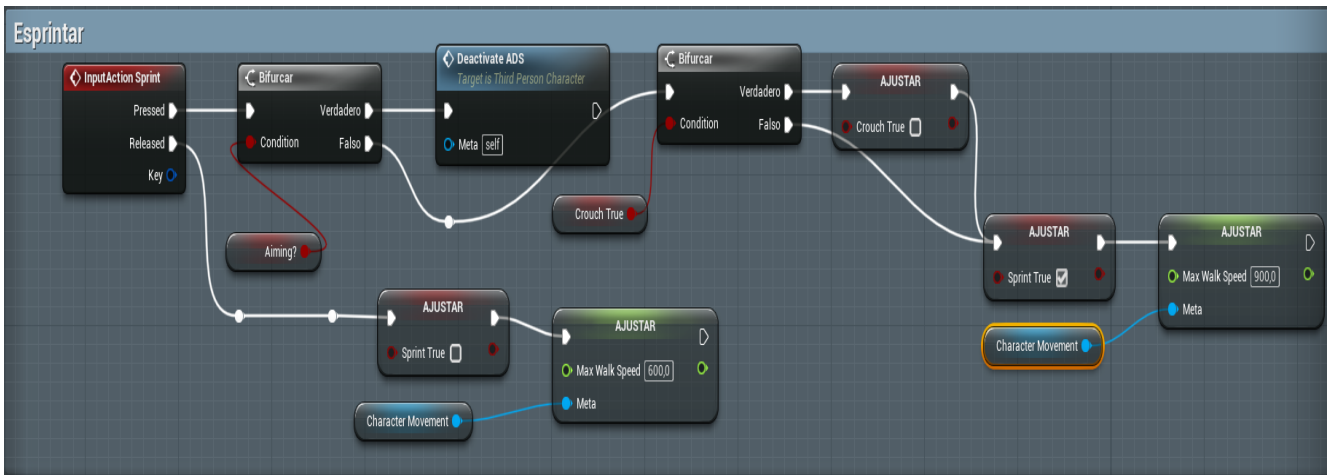 Esprintar
InputAction Sprint
Pressed
Released
Key
Bifurcar
Verdadero
Condition
Falso
Aiming?
Deactivate ADS
Target is Third Person Character
Meta self
Bifurcar
Verdadero
Condition
Falso
Crouch True
AJUSTAR
Crouch True
AJUSTAR
Sprint True
AJUSTAR
Max Walk Speed 900,0
Meta
Character Movement
AJUSTAR
Sprint True
AJUSTAR
Max Walk Speed 600,0
Meta
Character Movement